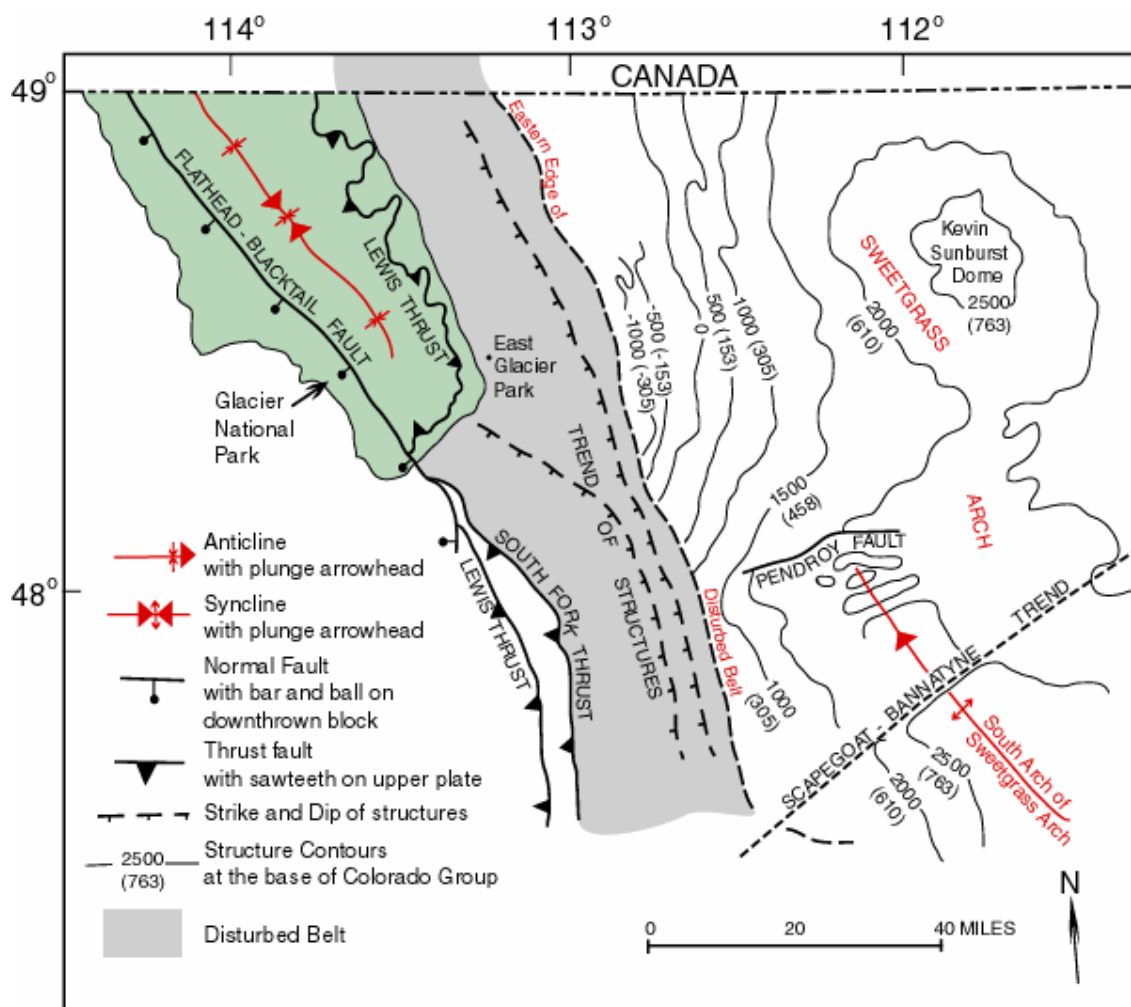 114° 113° 112°
49°
CANADA
Eastern Edge of
FLATHEAD - BLACKTAIL FAULT
LEWIS THRUST
Kevin
Sunburst
Dome
2500
(763)
SWEETGRASS
2000
(610)
1000 (305)
500 (153)
0
-500 (-153)
-1000 (-305)
East
Glacier
Park
Glacier
National
Park
TREND OF STRUCTURES
1500
(458)
ARCH
PENDROY FAULT
48°
SOUTH FORK THRUST
LEWIS THRUST
Disturbed Belt
1000
(305)
SCAPEGOAT - BANNATYNE TREND
South Arch of
Sweetgrass Arch
2500
(763)
2000
(610)
Anticline
with plunge arrowhead
Syncline
with plunge arrowhead
Normal Fault
with bar and ball on
downthrown block
Thrust fault
with sawteeth on upper plate
Strike and Dip of structures
2500
(763)
Structure Contours
at the base of Colorado Group
Disturbed Belt
N
0 20 40 MILES